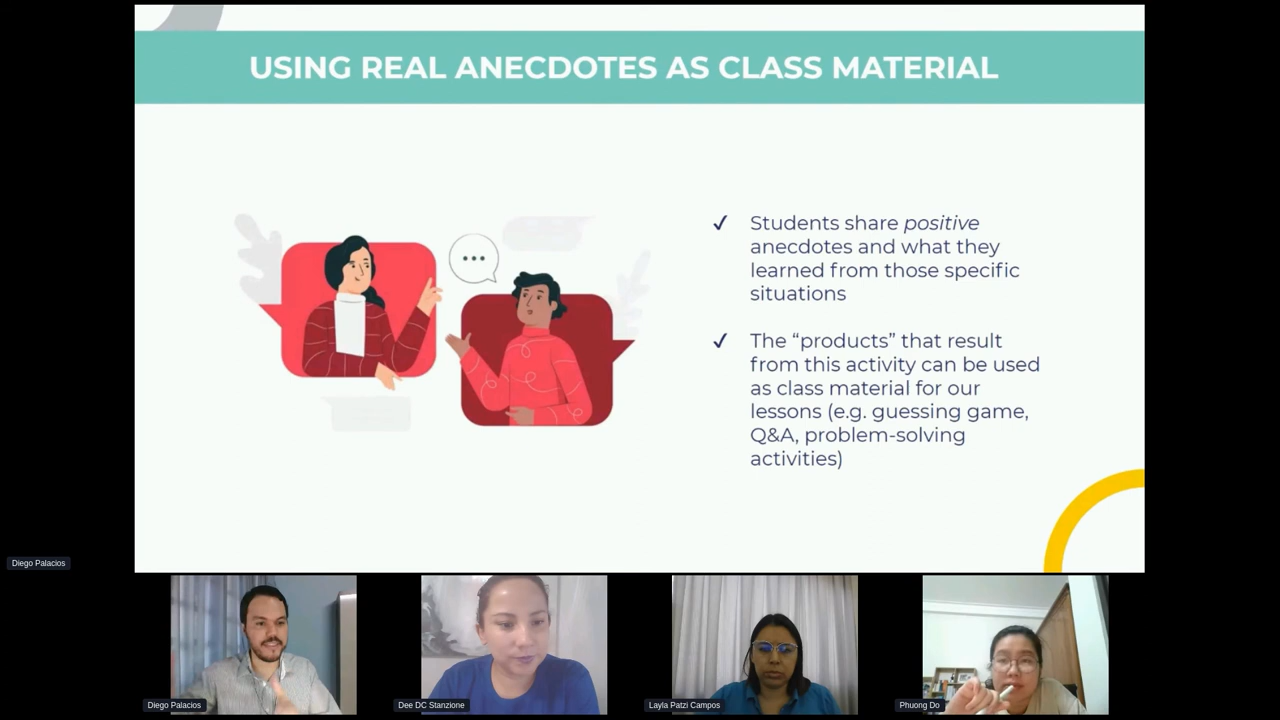 USING REAL ANECDOTES AS CLASS MATERIAL
✓ Students share positive
anecdotes and what they
learned from those specific
situations
✓ The “products” that result
from this activity can be used
as class material for our
lessons (e.g. guessing game,
Q&A, problem-solving
activities)
Diego Palacios
Diego Palacios
Dee DC Stanzione
Layla Patzi Campos
Phuong Do